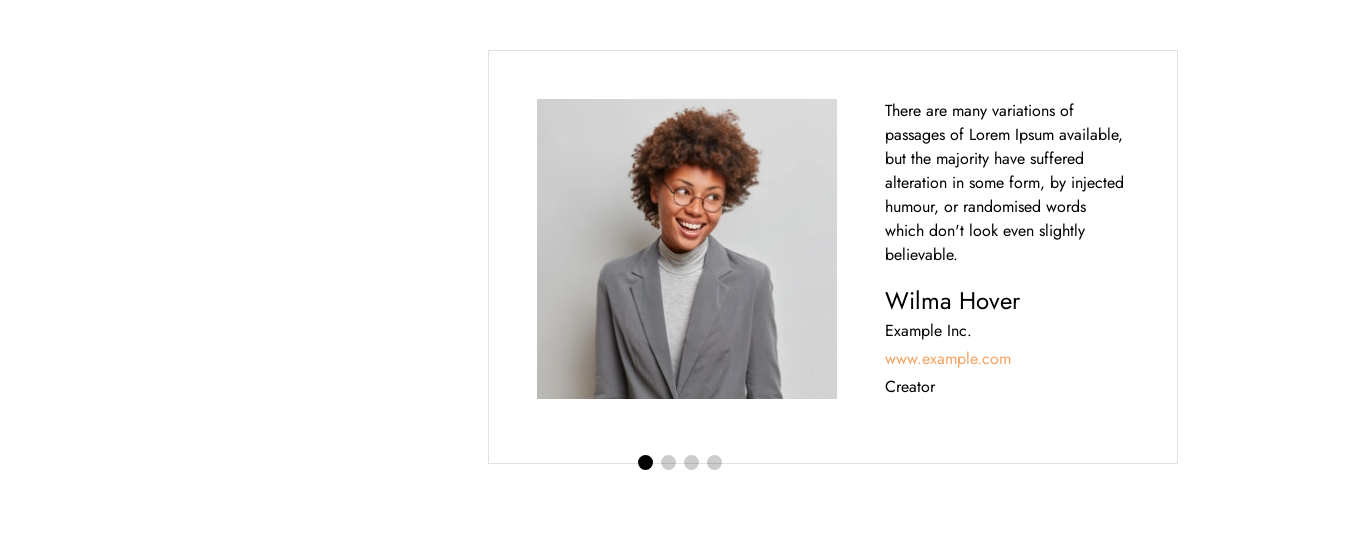 There are many variations of
passages of Lorem Ipsum available,
but the majority have suffered
alteration in some form, by injected
humour, or randomised words
which don't look even slightly
believable.
Wilma Hover
Example Inc.
www.example.com
Creator